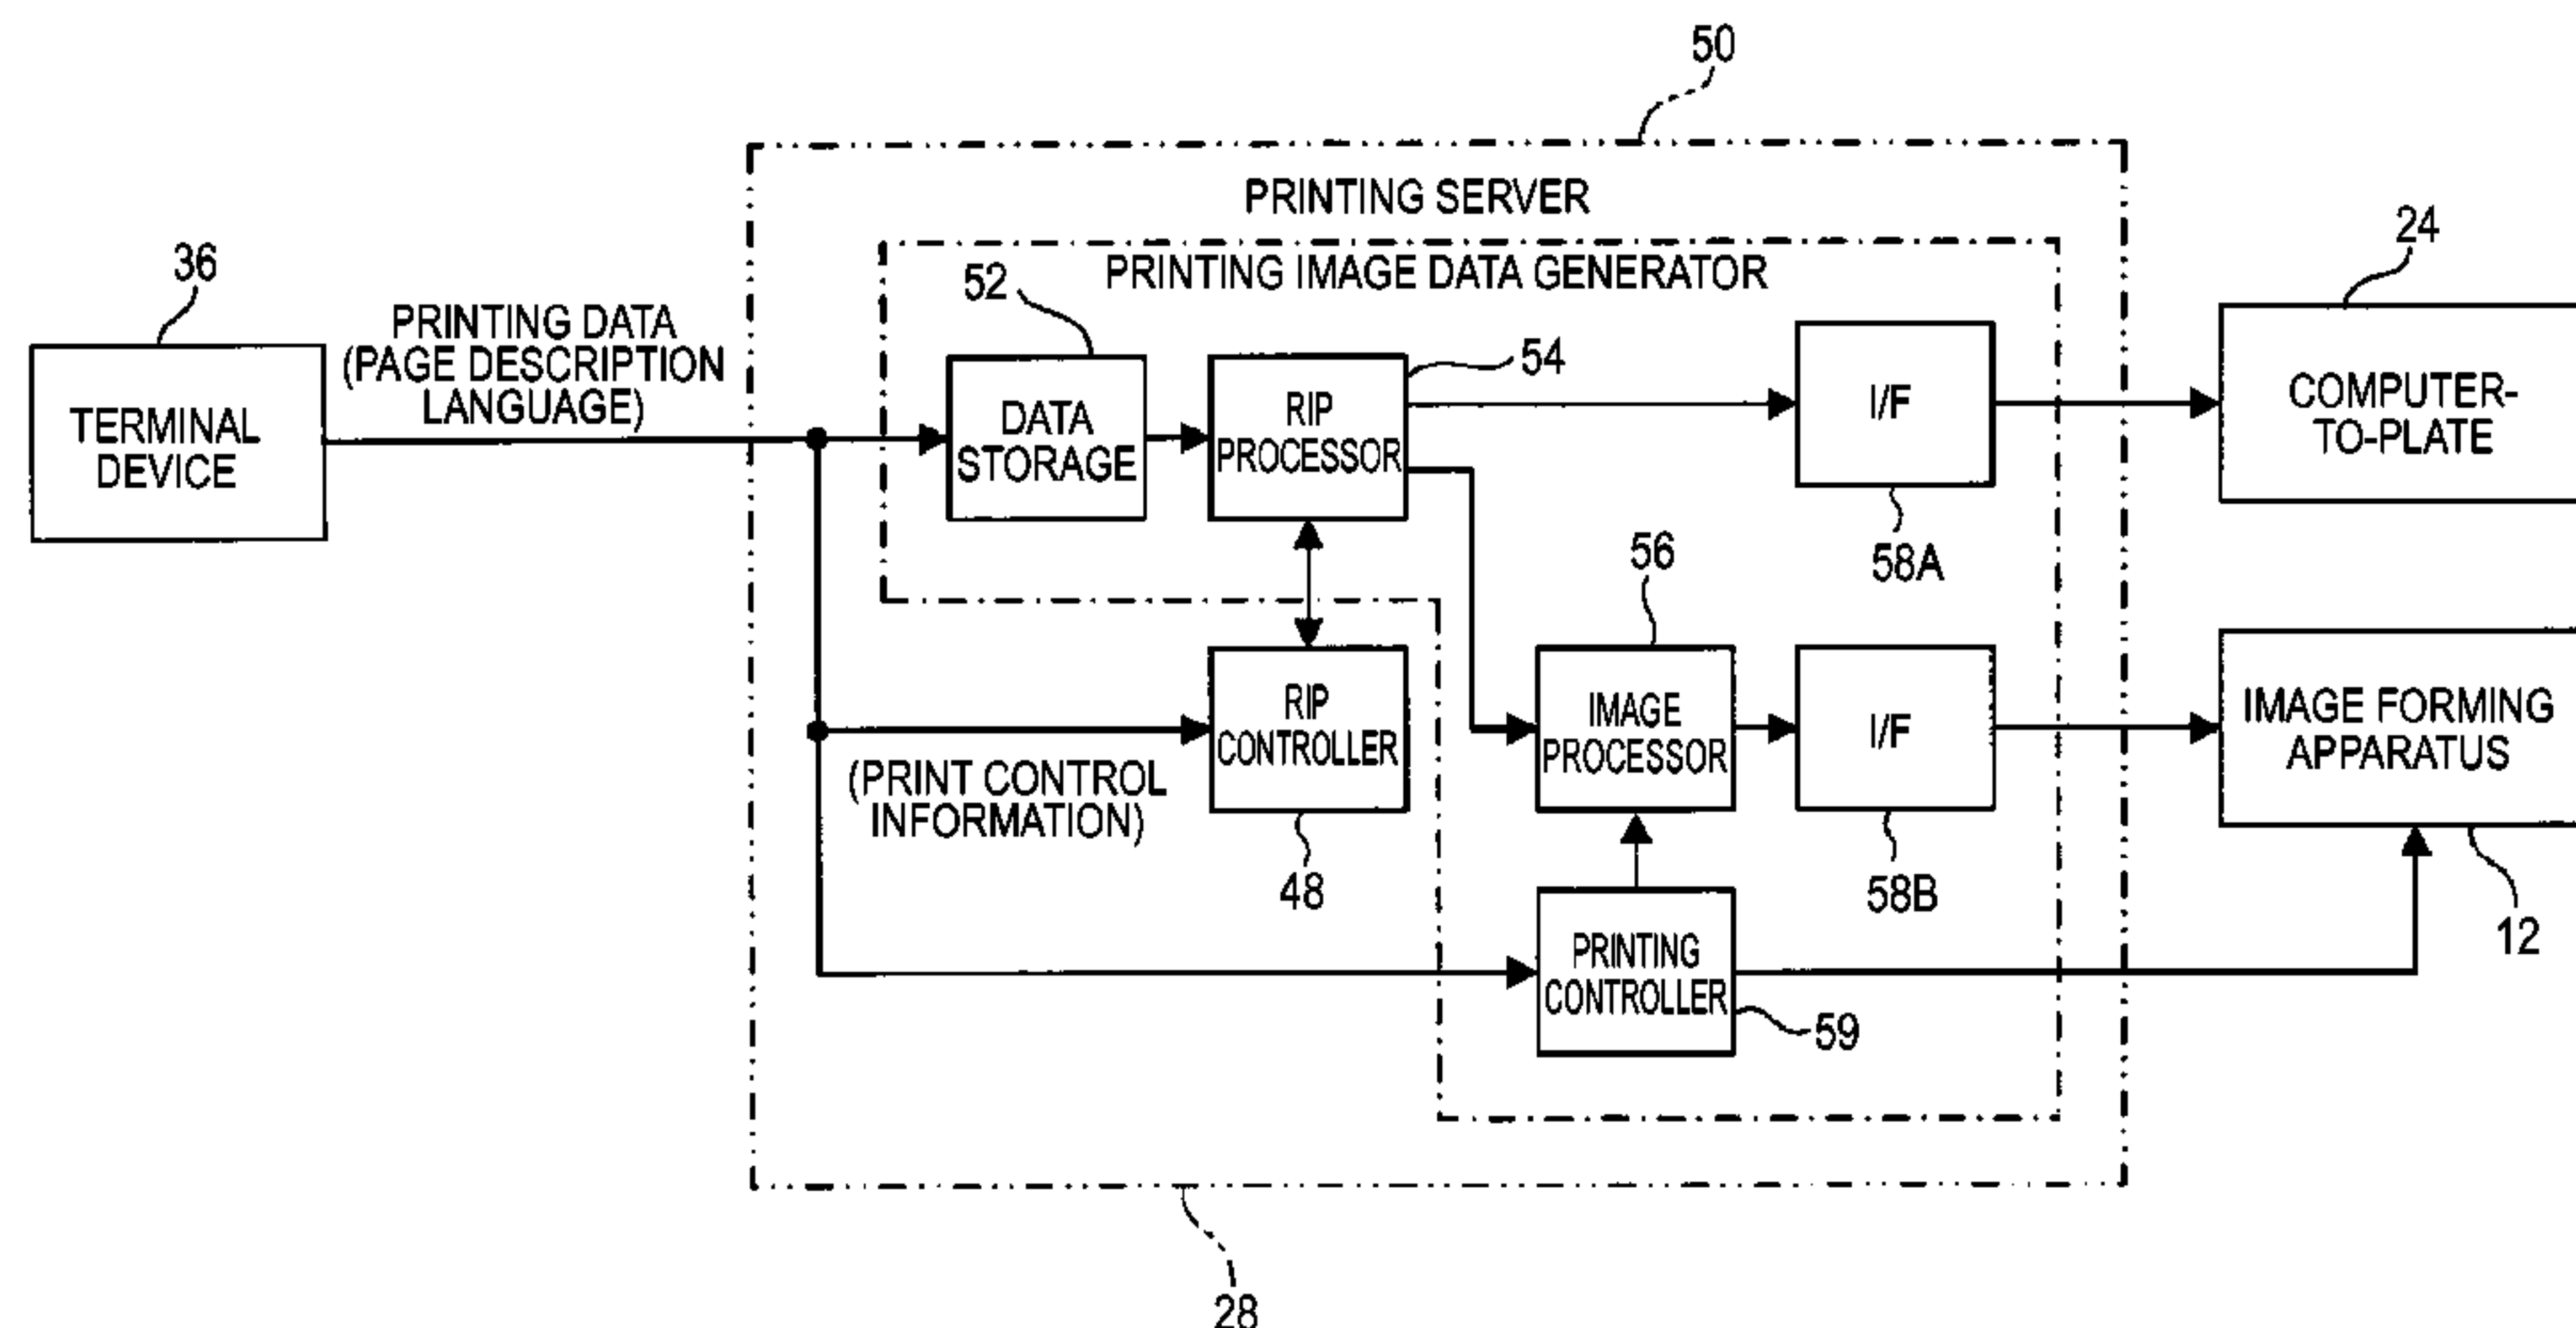 50
PRINTING SERVER
24
36
PRINTING IMAGE DATA GENERATOR
52
PRINTING DATA
(PAGE DESCRIPTION
LANGUAGE)
54
TERMINAL
DEVICE
DATA
STORAGE
RIP
PROCESSOR
I/F
COMPUTER-
TO-PLATE
58A
56
RIP
CONTROLLER
IMAGE
PROCESSOR
I/F
IMAGE FORMING
APPARATUS
(PRINT CONTROL
INFORMATION)
48
58B
12
PRINTING
CONTROLLER
59
28